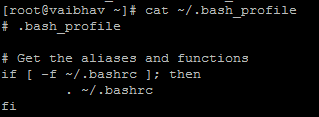 [root@vaibhav ~]# cat ~/.bash_profile
# .bash_profile

# Get the aliases and functions
if [ -f ~/.bashrc ]; then
        . ~/.bashrc
fi